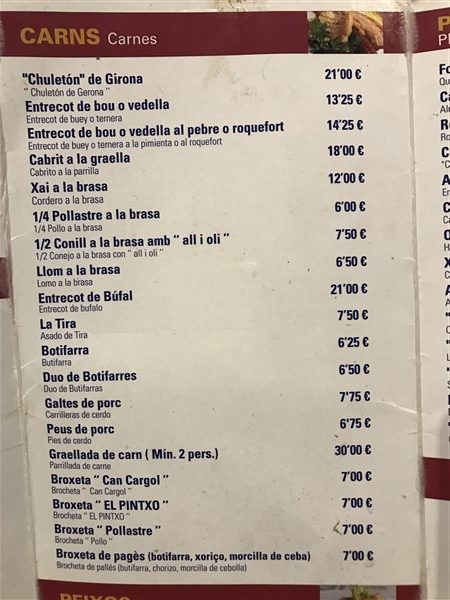 CARNS Carnes
"Chuletón" de Girona 21'00 €
" Chuletón de Gerona "
Entrecot de bou o vedella 13'25 €
Entrecot de buey o ternera
Entrecot de bou o vedella al pebre o roquefort 14'25 €
Entrecot de buey o ternera a la pimienta o al roquefort
Cabrit a la graella 18'00 €
Cabrito a la parrilla
Xai a la brasa 12'00 €
Cordero a la brasa
1/4 Pollastre a la brasa 6'00 €
1/4 Pollo a la brasa
1/2 Conill a la brasa amb " all i oli " 7'50 €
1/2 Conejo a la brasa con " all i oli "
Llom a la brasa 6'50 €
Lomo a la brasa
Entrecot de Búfal 21'00 €
Entrecot de bufalo
La Tira 7'50 €
Asado de Tira
Botifarra 6'25 €
Butifarra
Duo de Botifarres 6'50 €
Duo de Butifarras
Galtes de porc 7'75 €
Carrilleras de cerdo
Peus de porc 6'75 €
Pies de cerdo
Graellada de carn ( Mín. 2 pers.) 30'00 €
Parrillada de carne
Broxeta " Can Cargol " 7'00 €
Brocheta " Can Cargol "
Broxeta " EL PINTXO " 7'00 €
Brocheta " EL PINTXO "
Broxeta " Pollastre " 7'00 €
Brocheta " Pollo "
Broxeta de pagès (botifarra, xoriço, morcilla de ceba) 7'00 €
Brocheta de pallés (butifarra, chorizo, morcilla de cebolla)
PEIXOS